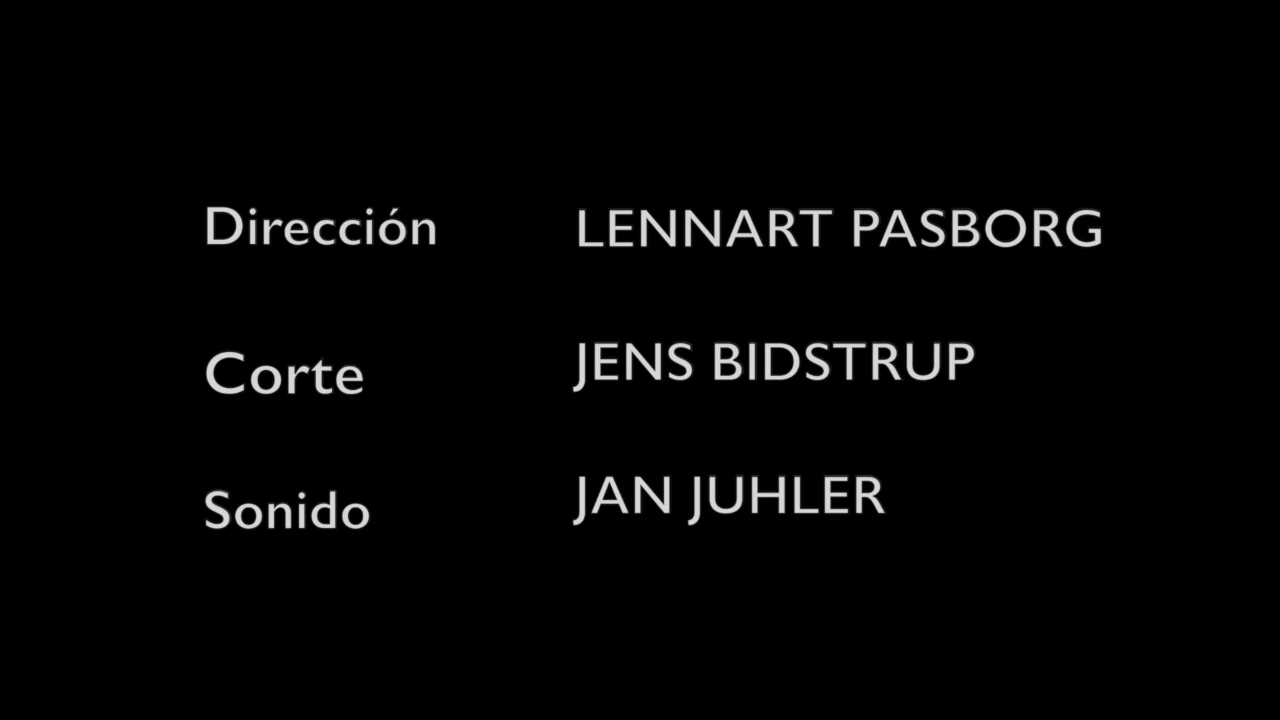 Dirección LENNART PASBORG
Corte JENS BIDSTRUP
Sonido JAN JUHLER